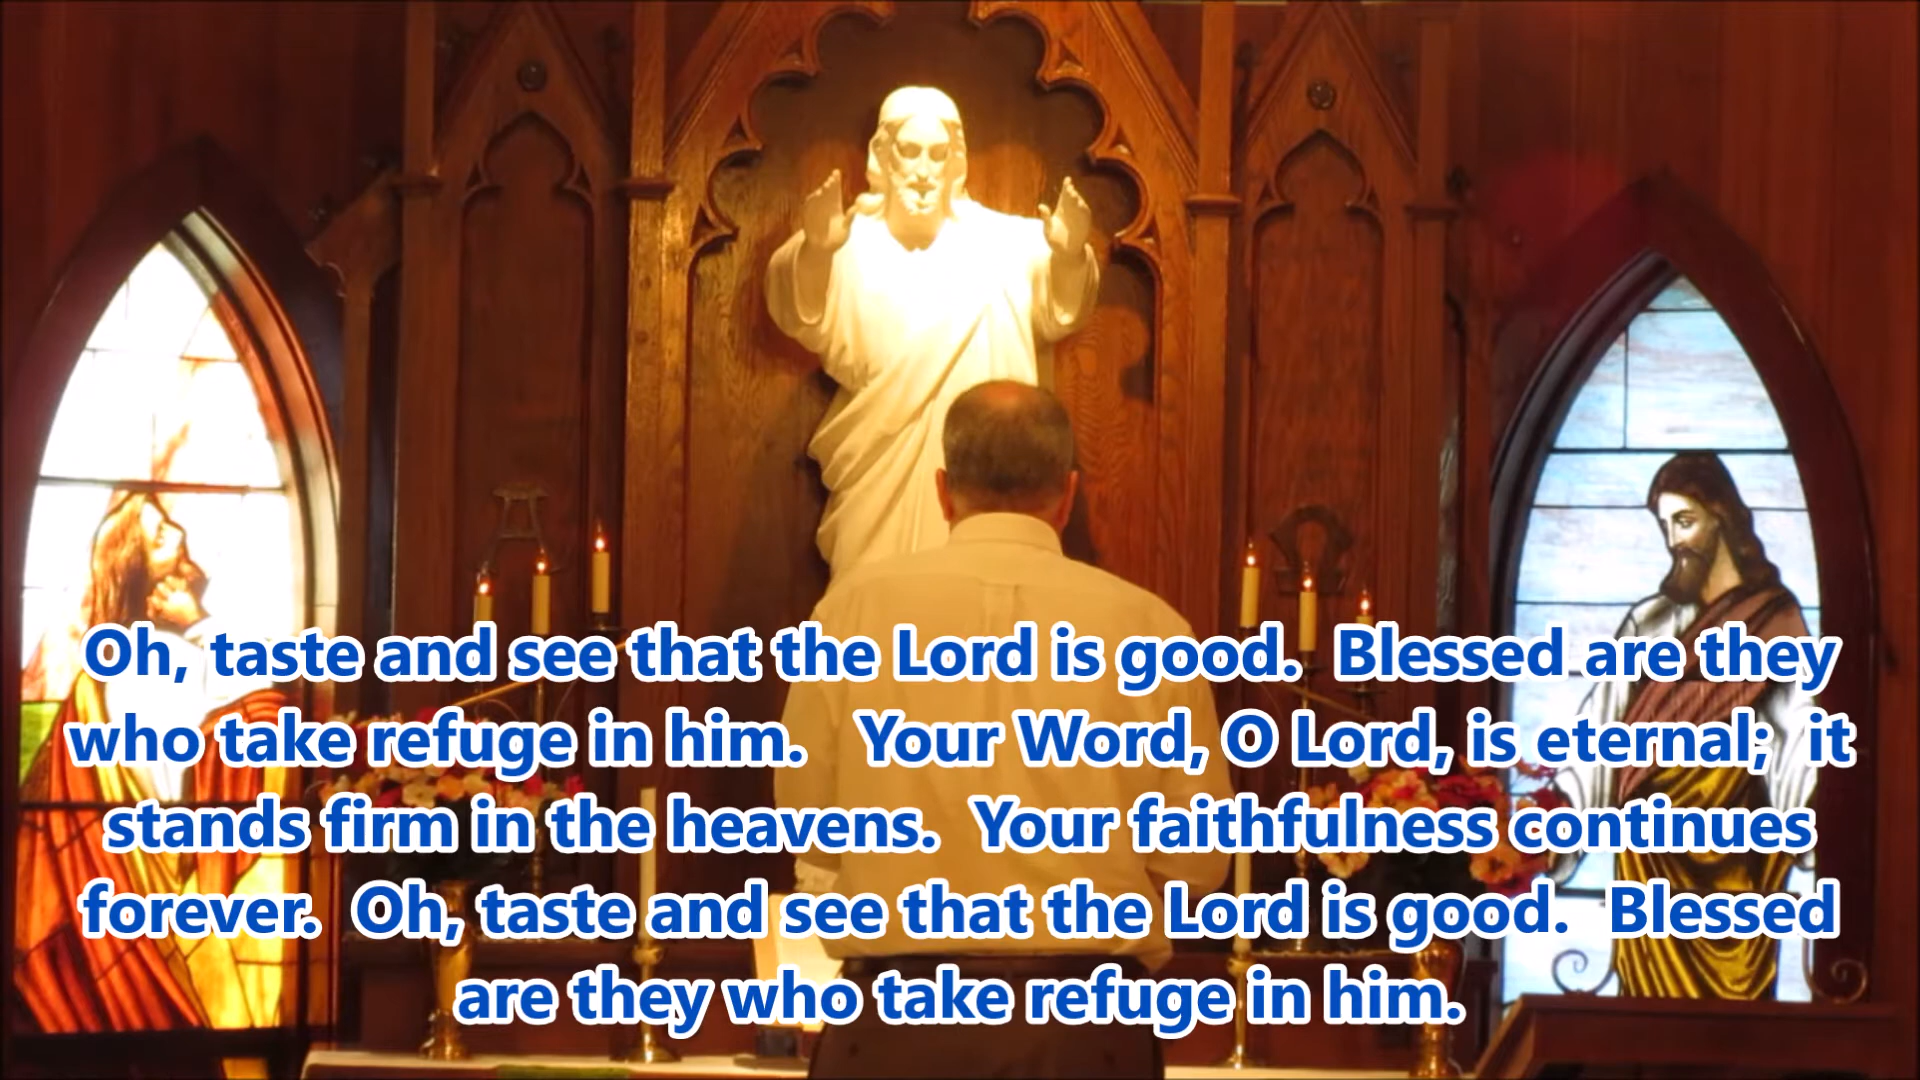 Oh, taste and see that the Lord is good. Blessed are they
who take refuge in him. Your Word, O Lord, is eternal; it
stands firm in the heavens. Your faithfulness continues
forever. Oh, taste and see that the Lord is good. Blessed
are they who take refuge in him.